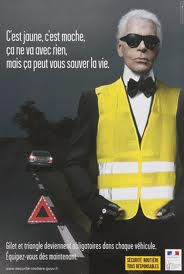 C'est jaune, c'est moche,
ça ne va avec rien,
mais ça peut vous sauver la vie.
Gilet et triangle deviennent obligatoires dans chaque véhicule.
Équipez-vous dès maintenant.
www.securite-routiere.gouv.fr
SÉCURITÉ ROUTIÈRE
TOUS RESPONSABLES